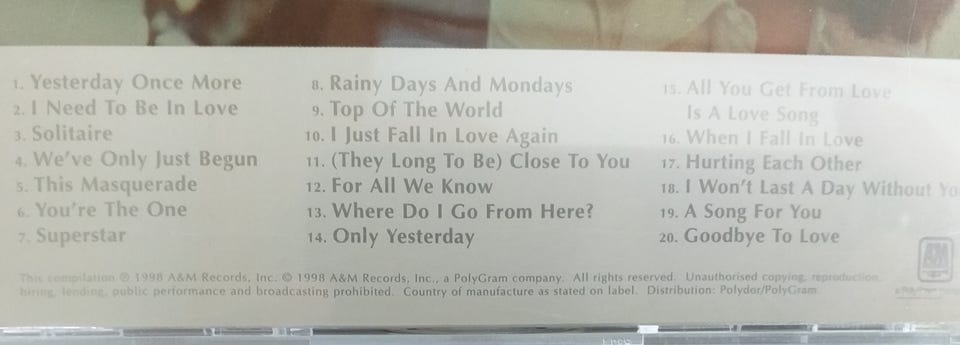 1. Yesterday Once More
2. I Need To Be In Love
3. Solitaire
4. We've Only Just Begun
5. This Masquerade
6. You're The One
7. Superstar
8. Rainy Days And Mondays
9. Top Of The World
10. I Just Fall In Love Again
11. (They Long To Be) Close To You
12. For All We Know
13. Where Do I Go From Here?
14. Only Yesterday
15. All You Get From Love
Is A Love Song
16. When I Fall In Love
17. Hurting Each Other
18. I Won't Last A Day Without Yo
19. A Song For You
20. Goodbye To Love
This compilation ℗ 1998 A&M Records, Inc. © 1998 A&M Records, Inc., a PolyGram company. All rights reserved. Unauthorised copying, reproduction,
hiring, lending, public performance and broadcasting prohibited. Country of manufacture as stated on label. Distribution: Polydor/PolyGram
A&M